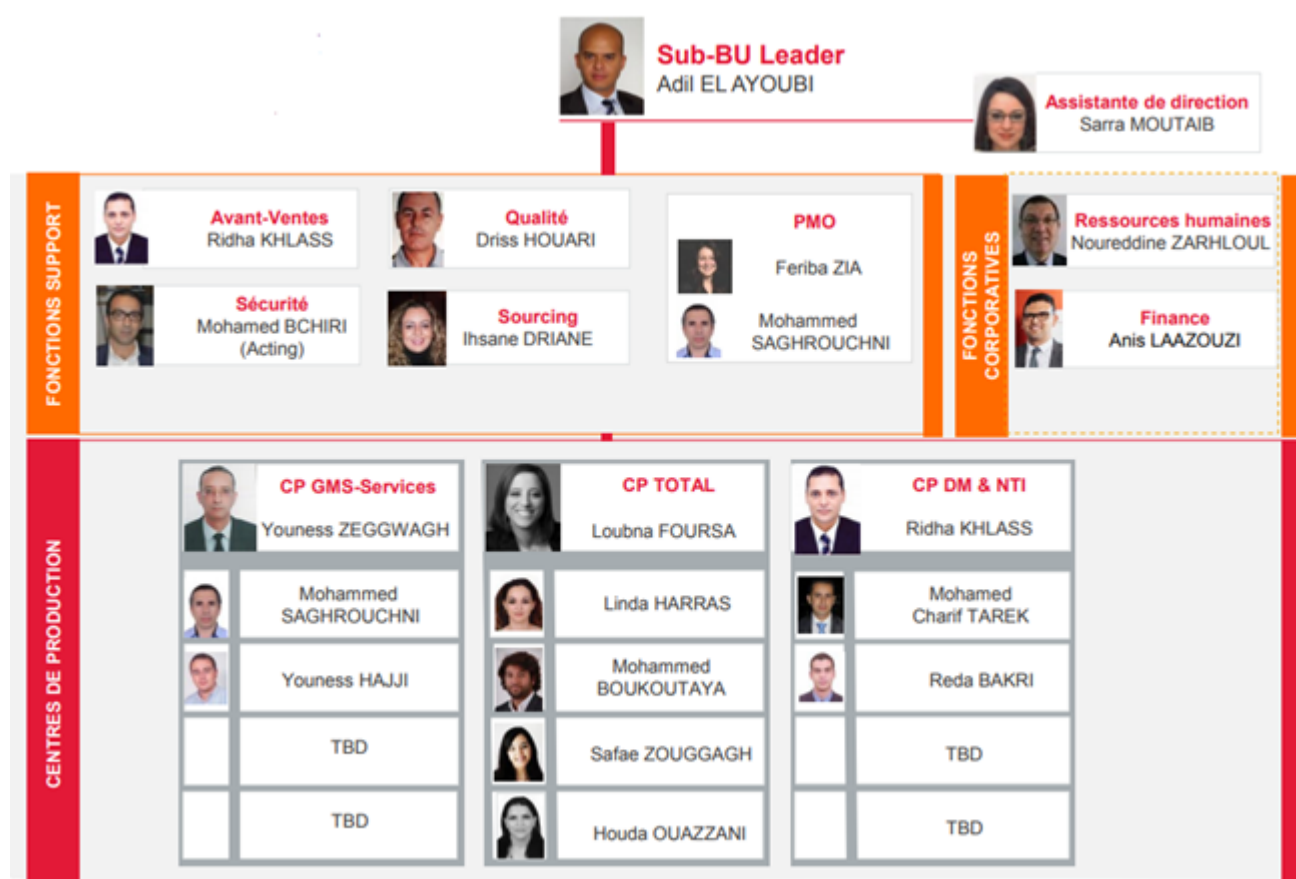 Sub-BU Leader
Adil EL AYOUBI
Assistante de direction
Sarra MOUTAIB
FONCTIONS SUPPORT
Avant-Ventes
Ridha KHLASS
Qualité
Driss HOUARI
PMO
Feriba ZIA
Mohammed
SAGHROUCHNI
Sécurité
Mohamed BCHIRI
(Acting)
Sourcing
Ihsane DRIANE
FONCTIONS
CORPORATIVES
Ressources humaines
Noureddine ZARHLOUL
Finance
Anis LAAZOUZI
CENTRES DE PRODUCTION
CP GMS-Services
Youness ZEGGWAGH
Mohammed
SAGHROUCHNI
Youness HAJJI
TBD
TBD
CP TOTAL
Loubna FOURSA
Linda HARRAS
Mohammed
BOUKOUTAYA
Safae ZOUGGAGH
Houda OUAZZANI
CP DM & NTI
Ridha KHLASS
Mohamed
Charif TAREK
Reda BAKRI
TBD
TBD